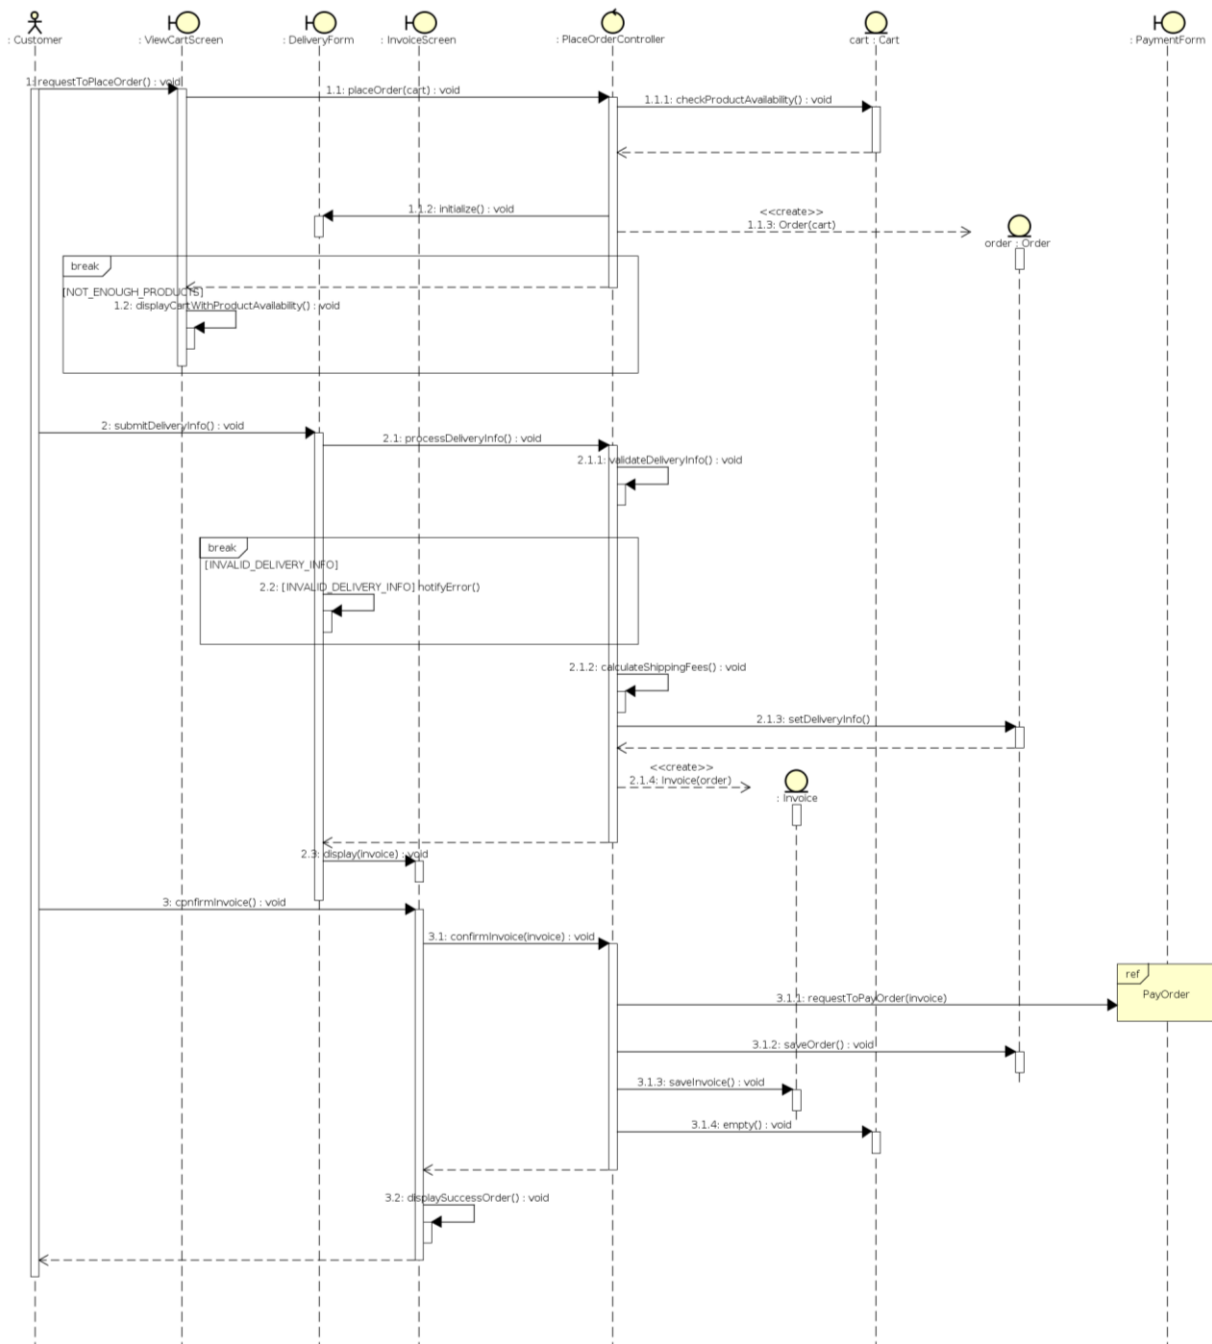 : Customer
: ViewCartScreen
: DeliveryForm
: InvoiceScreen
: PlaceOrderController
cart : Cart
: PaymentForm
1: requestToPlaceOrder() : void
1.1: placeOrder(cart) : void
1.1.1: checkProductAvailability() : void
1.1.2: initialize() : void
<<create>>
1.1.3: Order(cart)
order : Order
break
[NOT_ENOUGH_PRODUCTS]
1.2: displayCartWithProductAvailability() : void
2: submitDeliveryInfo() : void
2.1: processDeliveryInfo() : void
2.1.1: validateDeliveryInfo() : void
break
[INVALID_DELIVERY_INFO]
2.2: [INVALID_DELIVERY_INFO] notifyError()
2.1.2: calculateShippingFees() : void
2.1.3: setDeliveryInfo()
<<create>>
2.1.4: Invoice(order)
: Invoice
2.3: display(invoice) : void
3: confirmInvoice() : void
3.1: confirmInvoice(invoice) : void
ref
PayOrder
3.1.1: requestToPayOrder(invoice)
3.1.2: saveOrder() : void
3.1.3: saveInvoice() : void
3.1.4: empty() : void
3.2: displaySuccessOrder() : void